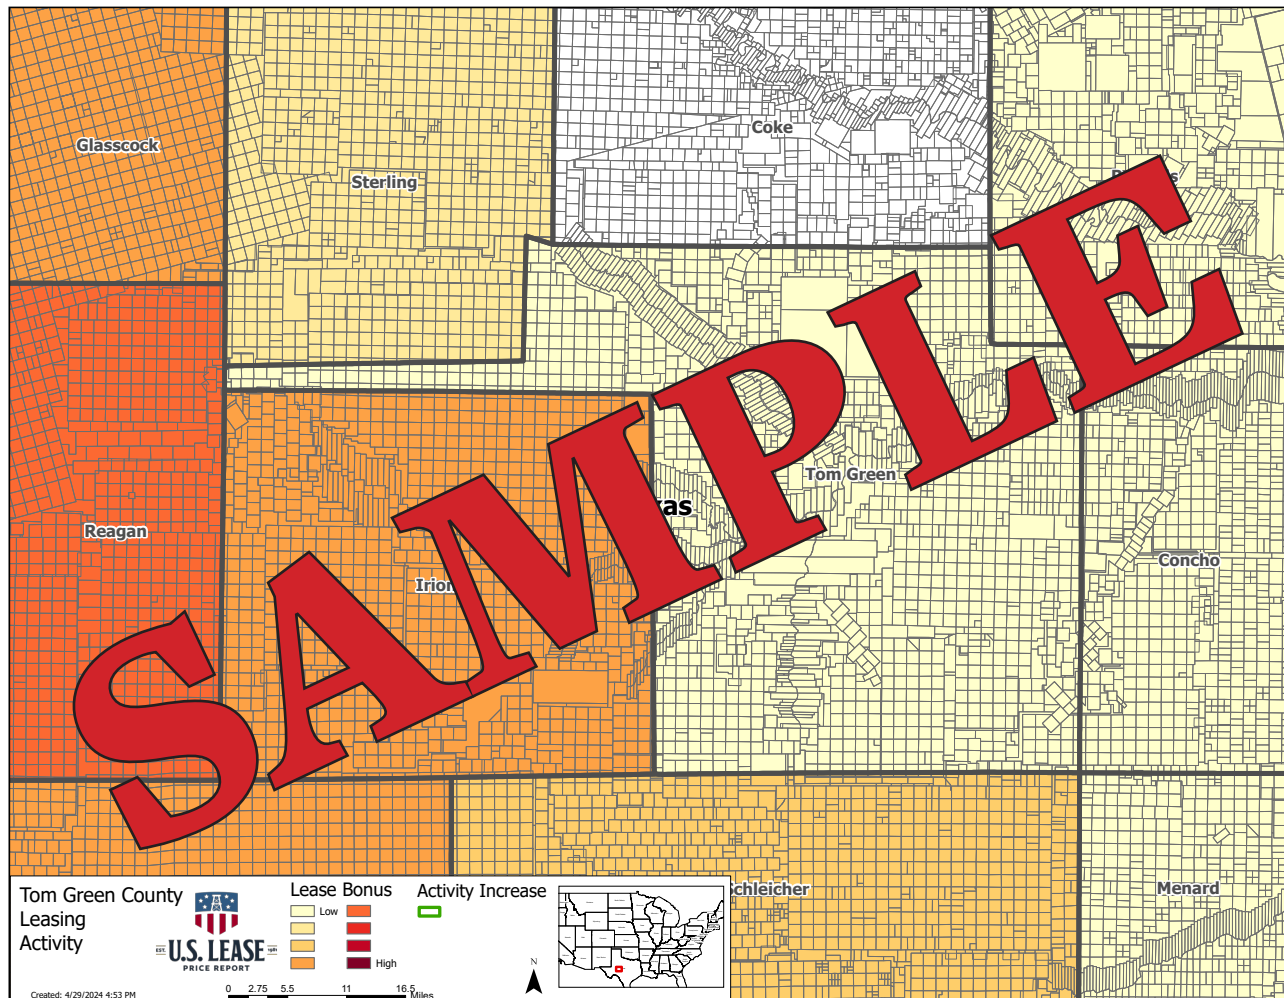 Glasscock
Sterling
Coke
SAMPLE
Tom Green
xas
Reagan
Irion
Concho
Schleicher
Menard
Tom Green County
Leasing
Activity
EST. U.S. LEASE 1981
PRICE REPORT
Lease Bonus
Low
High
Activity Increase
N
0 2.75 5.5 11 16.5
Miles
Created: 4/29/2024 4:53 PM